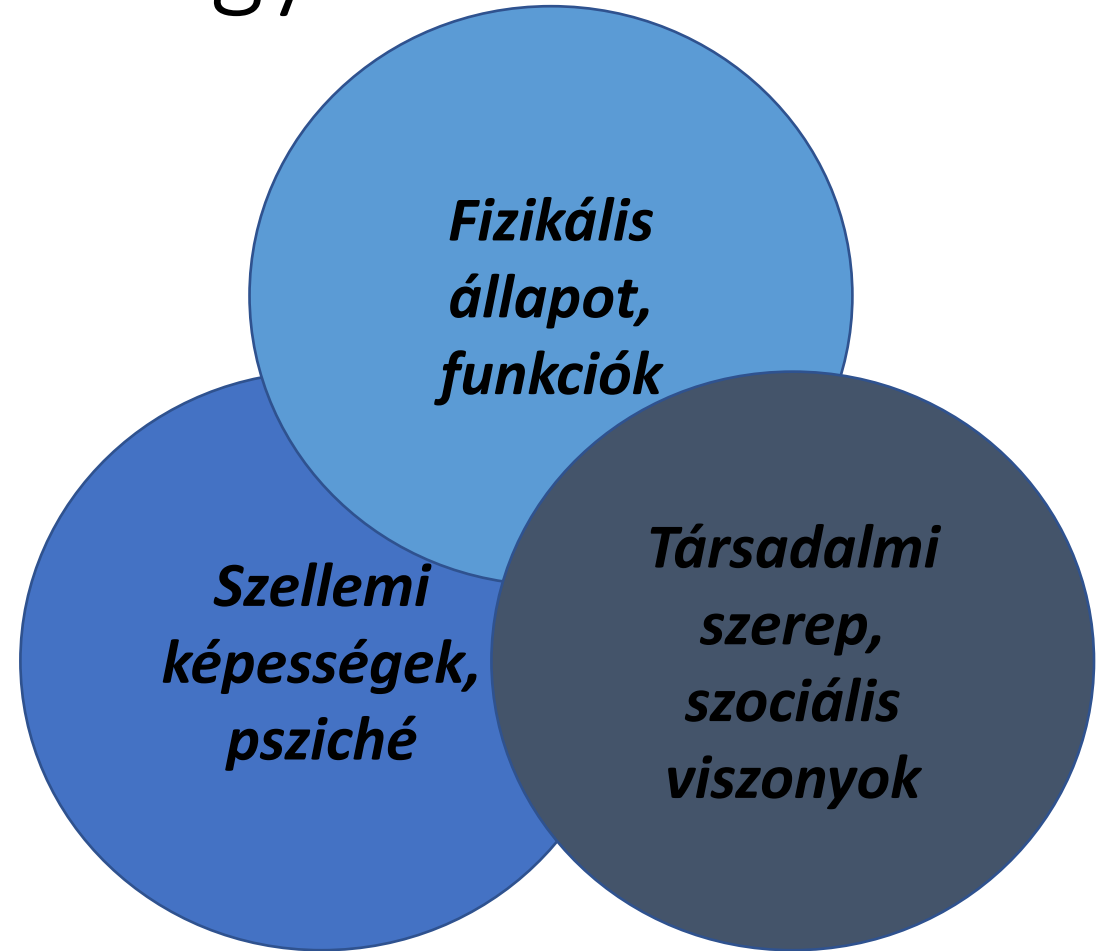 Fizikális
állapot,
funkciók
Szellemi
képességek,
psziché
Társadalmi
szerep,
szociális
viszonyok